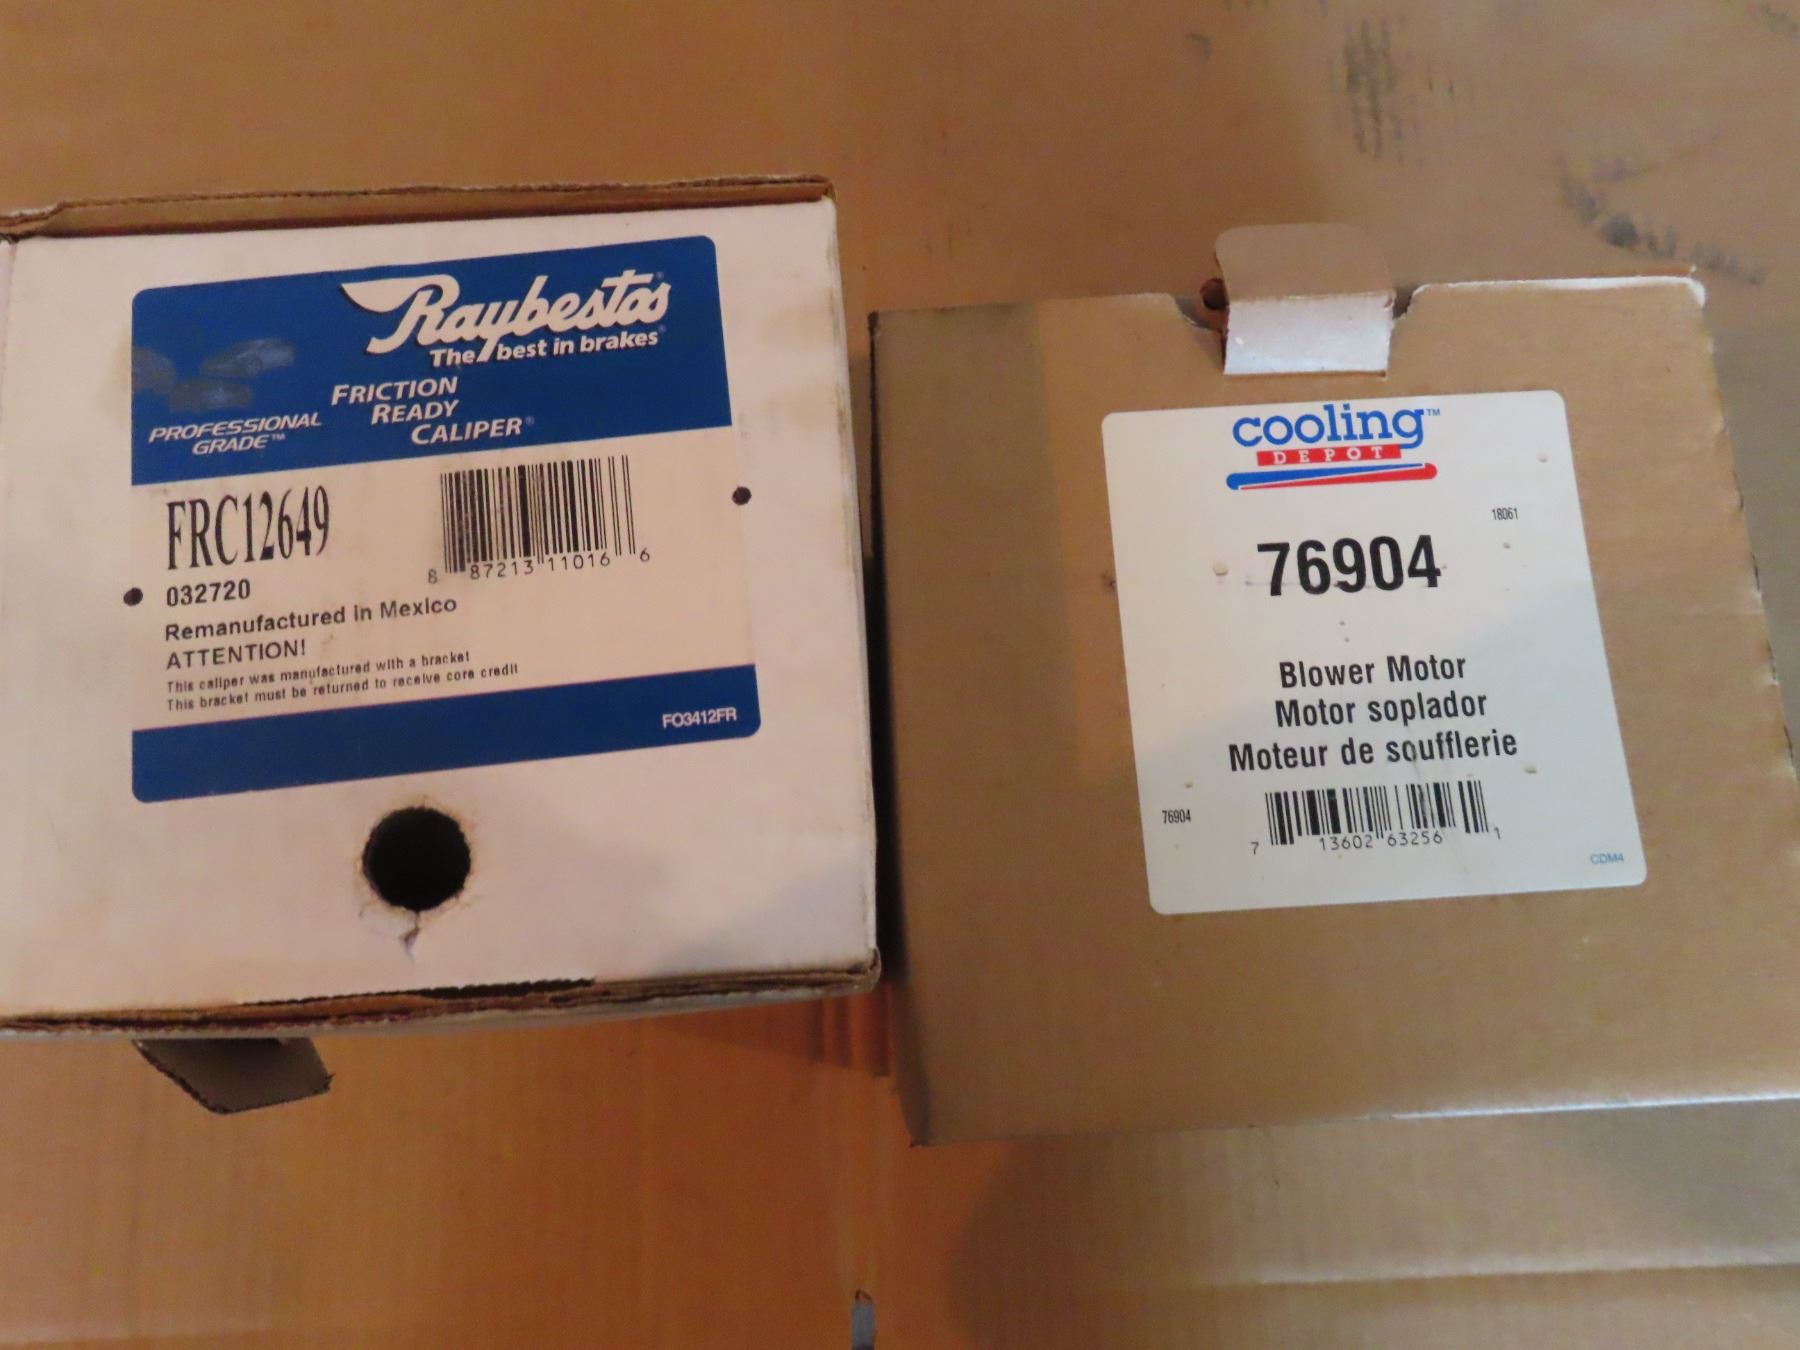 Raybestos®
The best in brakes®
FRICTION
READY
CALIPER®
PROFESSIONAL
GRADE™
FRC12649
8 87213 11016 6
032720
Remanufactured in Mexico
ATTENTION!
This caliper was manufactured with a bracket
This bracket must be returned to receive core credit
FO3412FR
cooling™
DEPOT
18061
76904
Blower Motor
Motor soplador
Moteur de soufflerie
76904
7 13602 63256 1
CDM4